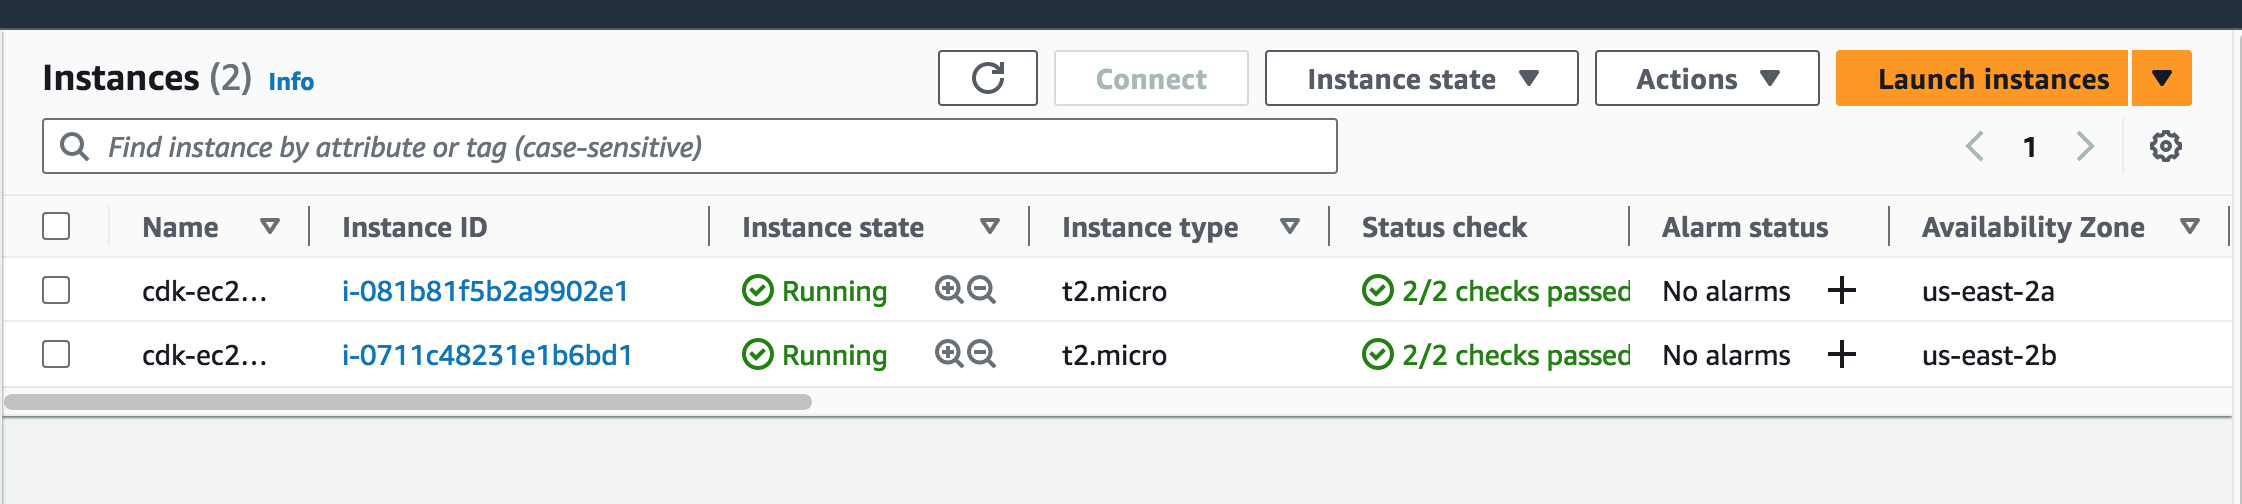 Instances (2) Info Connect Instance state Actions Launch instances
Find instance by attribute or tag (case-sensitive) 1
Name Instance ID Instance state Instance type Status check Alarm status Availability Zone
cdk-ec2... i-081b81f5b2a9902e1 Running t2.micro 2/2 checks passed No alarms us-east-2a
cdk-ec2... i-0711c48231e1b6bd1 Running t2.micro 2/2 checks passed No alarms us-east-2b